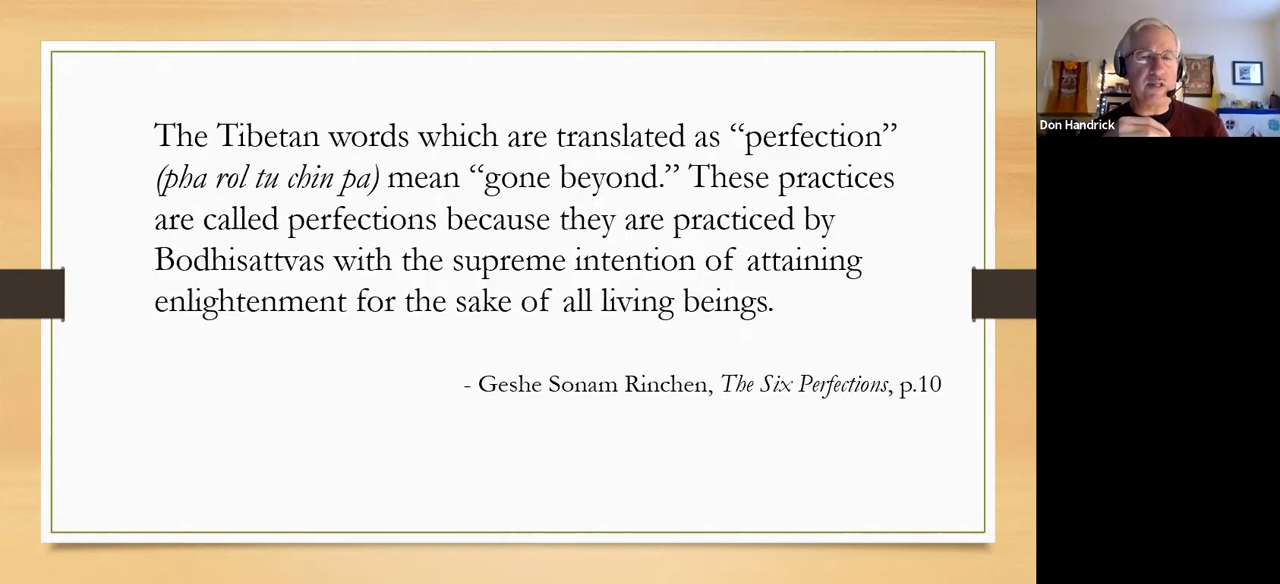 The Tibetan words which are translated as “perfection”
(pha rol tu chin pa) mean “gone beyond.” These practices
are called perfections because they are practiced by
Bodhisattvas with the supreme intention of attaining
enlightenment for the sake of all living beings.
- Geshe Sonam Rinchen, The Six Perfections, p.10
Don Handrick